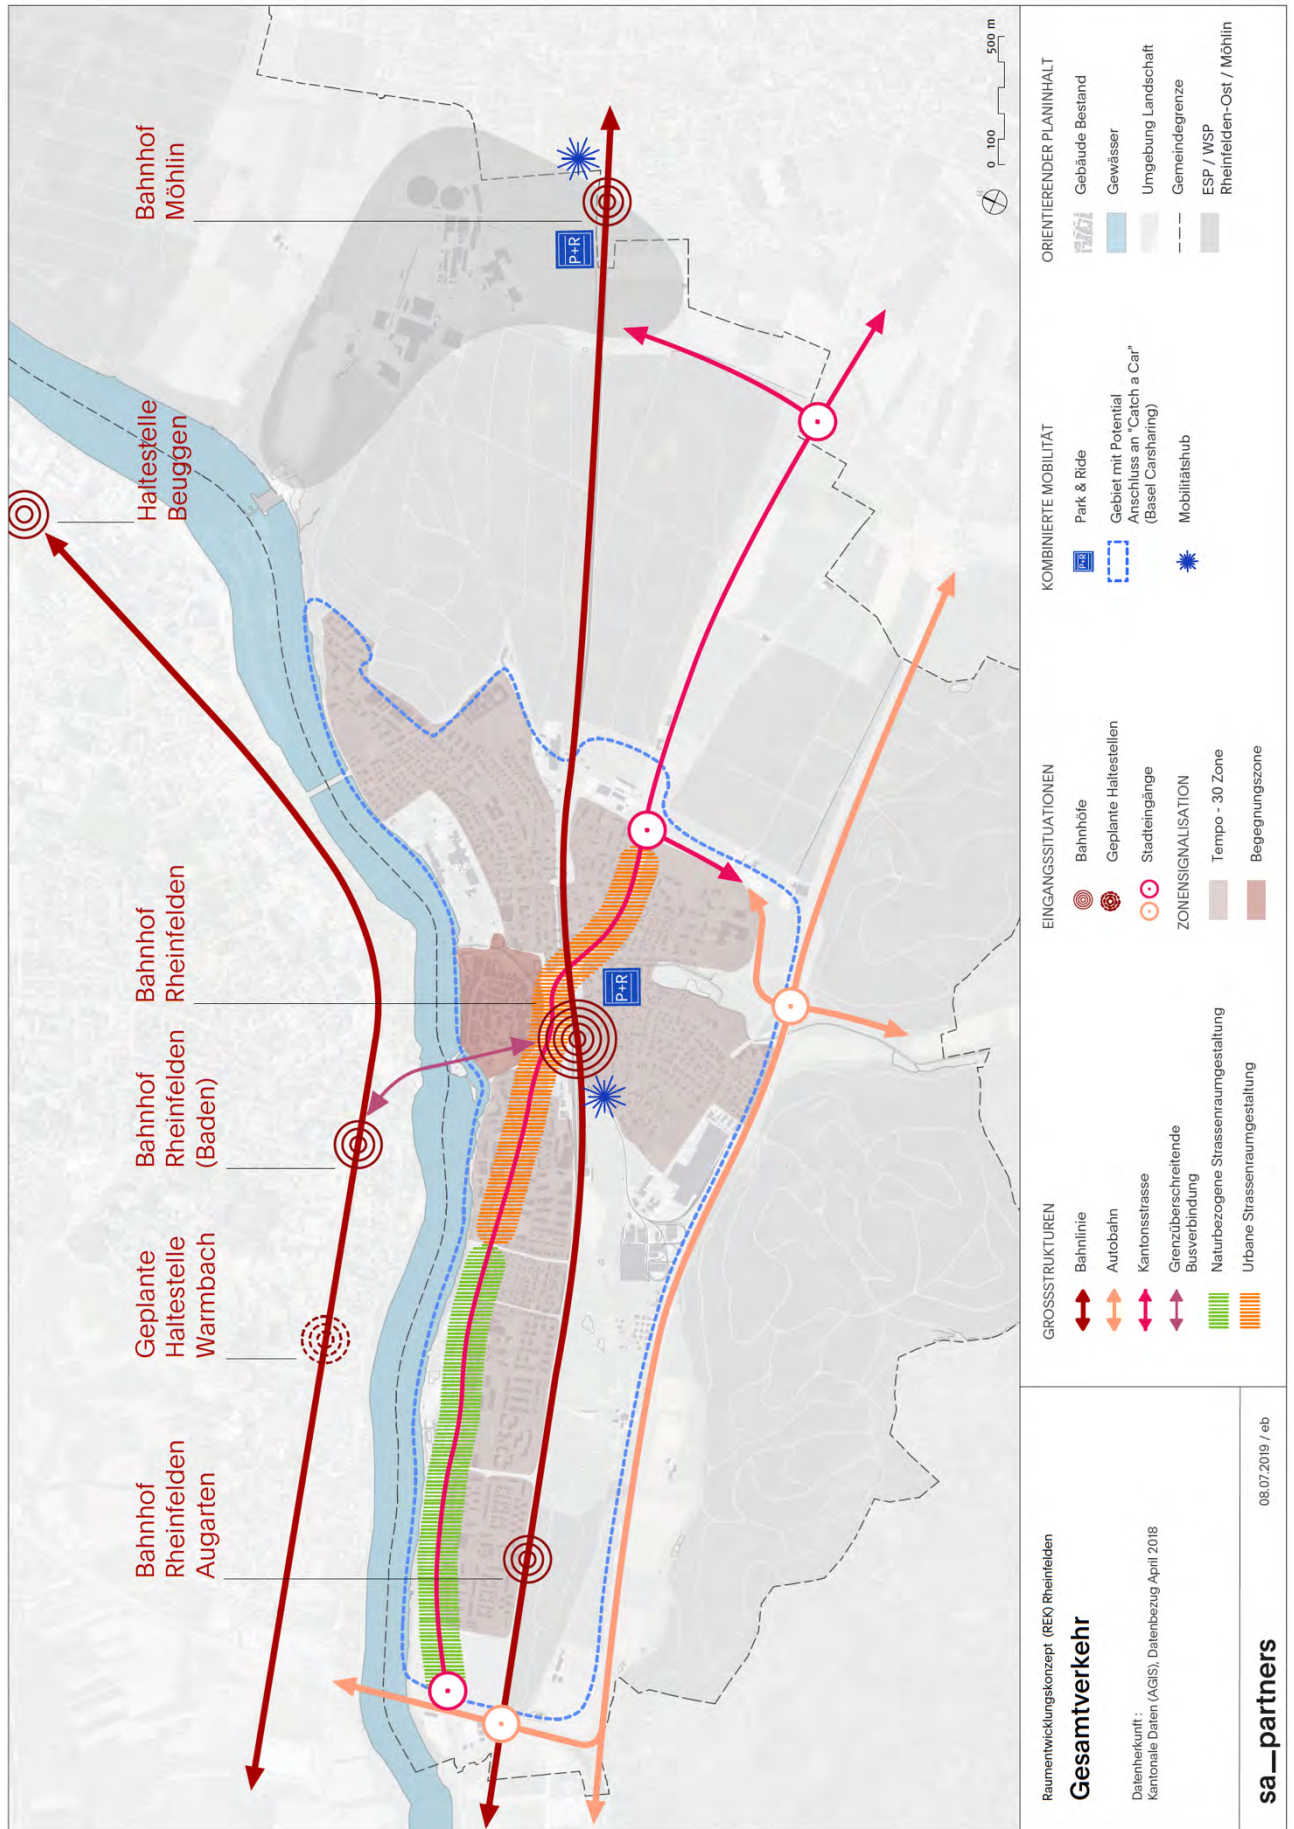 Bahnhof
Rheinfelden
Augarten
Geplante
Haltestelle
Warmbach
Bahnhof
Rheinfelden
(Baden)
Bahnhof
Rheinfelden
Haltestelle
Beuggen
Bahnhof
Möhlin
P+R
P+R
N
0 100 500 m
Raumentwicklungskonzept (REK) Rheinfelden
Gesamtverkehr
Datenherkunft :
Kantonale Daten (AGIS), Datenbezug April 2018
sa_partners
08.07.2019 / eb
GROSSSTRUKTUREN
Bahnlinie
Autobahn
Kantonsstrasse
Grenzüberschreitende
Busverbindung
Naturbezogene Strassenraumgestaltung
Urbane Strassenraumgestaltung
EINGANGSSITUATIONEN
Bahnhöfe
Geplante Haltestellen
Stadteingänge
ZONENSIGNALISATION
Tempo - 30 Zone
Begegnungszone
KOMBINIERTE MOBILITÄT
P+R
Park & Ride
Gebiet mit Potential
Anschluss an "Catch a Car"
(Basel Carsharing)
Mobilitätshub
ORIENTIERENDER PLANINHALT
Gebäude Bestand
Gewässer
Umgebung Landschaft
Gemeindegrenze
ESP / WSP
Rheinfelden-Ost / Möhlin